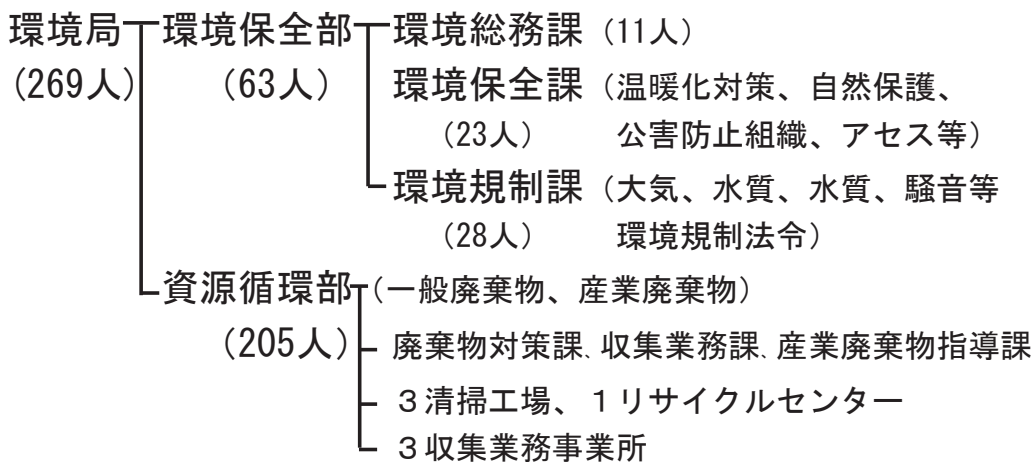 環境局 環境保全部 環境総務課（11人）
(269人) （63人） 環境保全課（温暖化対策、自然保護、
（23人） 公害防止組織、アセス等）
環境規制課（大気、水質、水質、騒音等
（28人） 環境規制法令）
資源循環部（一般廃棄物、産業廃棄物）
（205人） 廃棄物対策課、収集業務課、産業廃棄物指導課
３清掃工場、１リサイクルセンター
３収集業務事業所